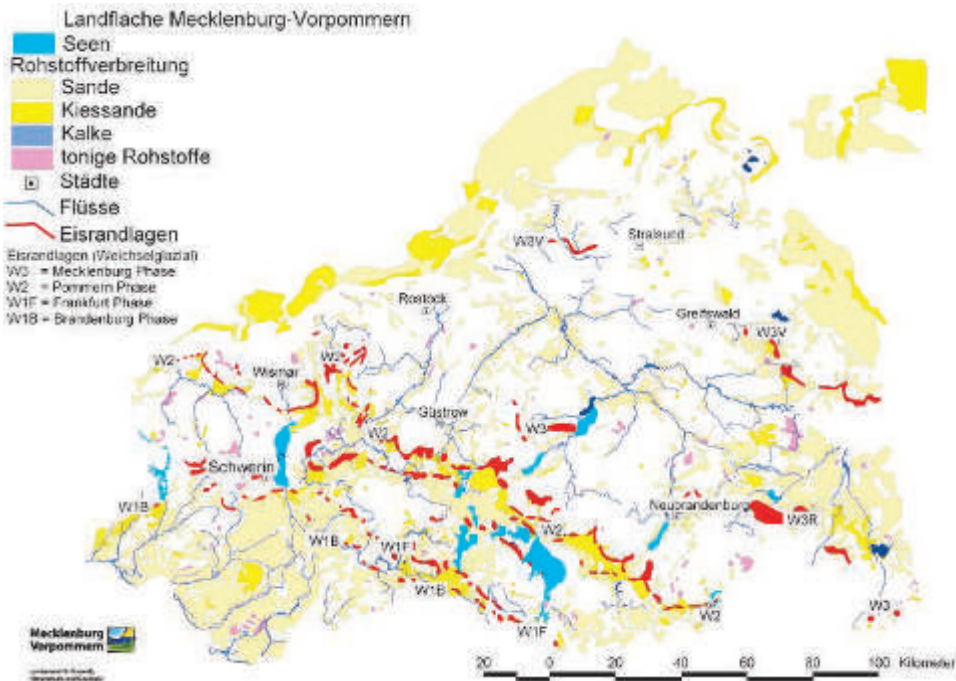 Landfläche Mecklenburg-Vorpommern
Seen
Rohstoffverbreitung
Sande
Kiessande
Kalke
tonige Rohstoffe
Städte
Flüsse
Eisrandlagen
Eisrandlagen (Weichselglazial)
W3 = Mecklenburg Phase
W2 = Pommern Phase
W1F = Frankfurt Phase
W1B = Brandenburg Phase
W3V
Stralsund
Rostock
Greifswald
W3V
W2
W2
Wismar
Güstrow
W2
W3
Schwerin
W1B
Neubrandenburg
W3R
W2
W1B
W1F
W1B
W3
W2
W1F
Mecklenburg
Vorpommern
20 0 20 40 60 80 100 Kilometer